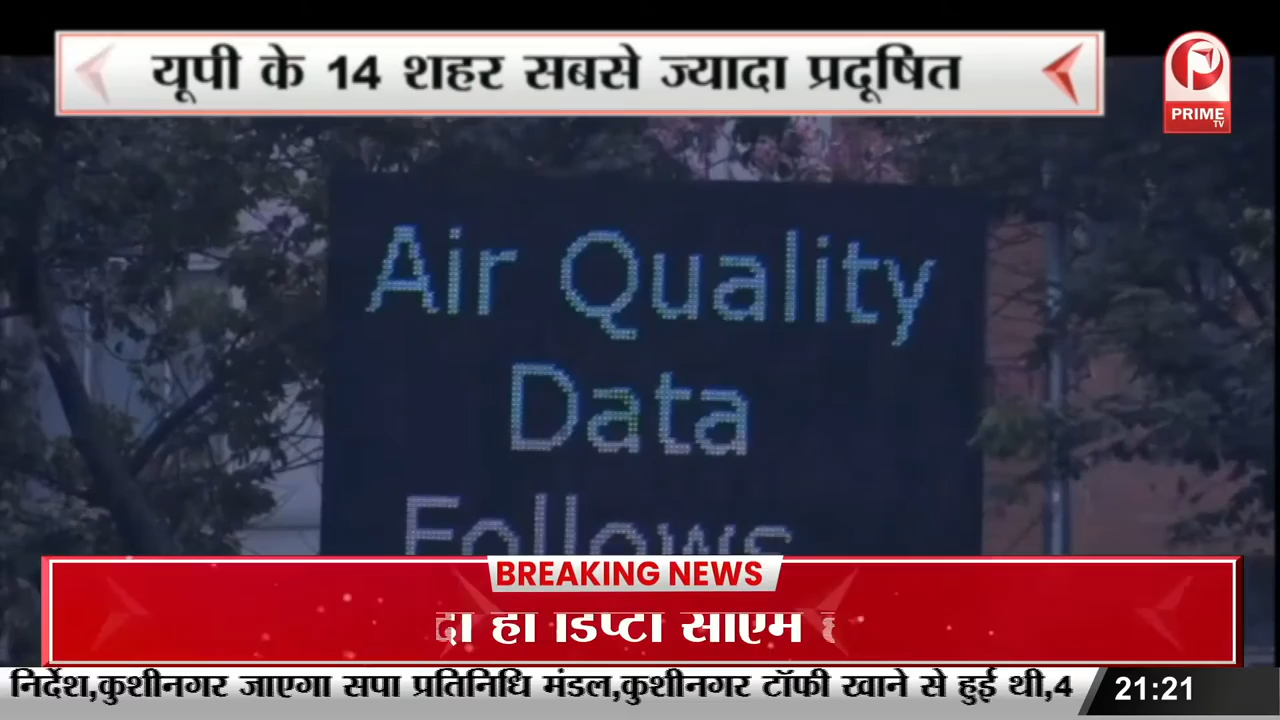 यूपी के 14 शहर सबसे ज्यादा प्रदूषित
PRIME
TV
Air Quality
Data
Follows
BREAKING NEWS
निर्देश,कुशीनगर जाएगा सपा प्रतिनिधि मंडल,कुशीनगर टॉफी खाने से हुई थी,4
21:21